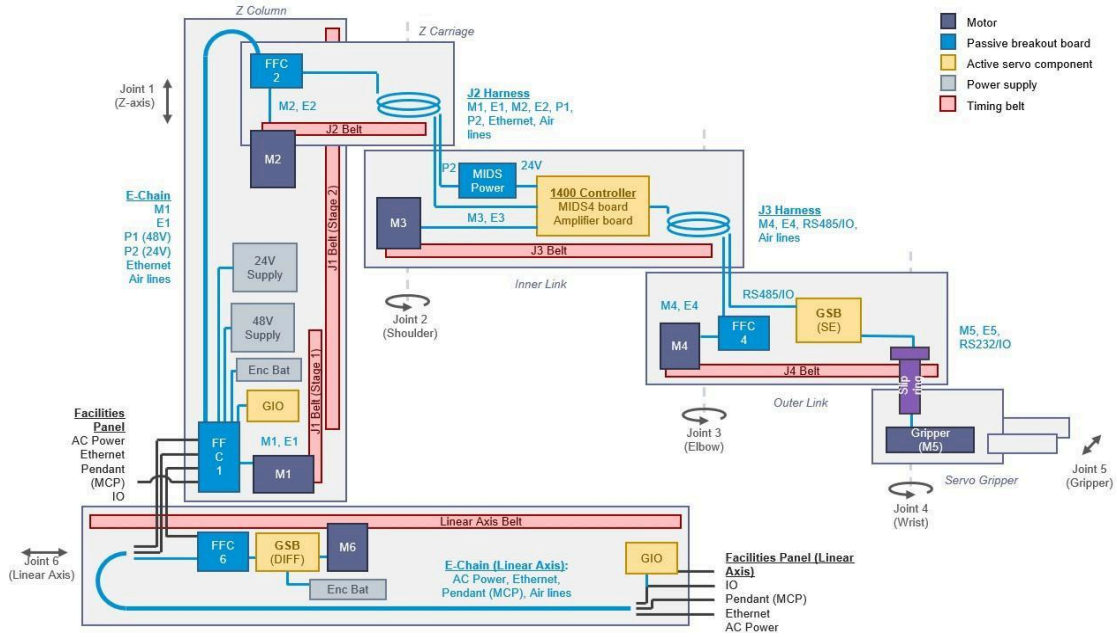 Z Column
Z Carriage
Motor
Passive breakout board
Active servo component
Power supply
Timing belt
Joint 1
(Z-axis)
FFC
2
M2, E2
J2 Belt
M2
J2 Harness
M1, E1, M2, E2, P1,
P2, Ethernet, Air
lines
E-Chain
M1
E1
P1 (48V)
P2 (24V)
Ethernet
Air lines
J1 Belt (Stage 2)
24V
Supply
48V
Supply
Enc Bat
GIO
J1 Belt (Stage 1)
FF
C
1
M1, E1
M1
P2
MIDS
Power
24V
1400 Controller
MIDS4 board
Amplifier board
M3
M3, E3
J3 Belt
Inner Link
J3 Harness
M4, E4, RS485/IO,
Air lines
Joint 2
(Shoulder)
M4, E4
RS485/IO
GSB
(SE)
FFC
4
M4
J4 Belt
M5, E5,
RS232/IO
Slip
ring
Outer Link
Joint 3
(Elbow)
Gripper
(M5)
Servo Gripper
Joint 4
(Wrist)
Joint 5
(Gripper)
Facilities
Panel
AC Power
Ethernet
Pendant
(MCP)
IO
Linear Axis Belt
Joint 6
(Linear Axis)
FFC
6
GSB
(DIFF)
M6
Enc Bat
E-Chain (Linear Axis):
AC Power, Ethernet,
Pendant (MCP), Air lines
GIO
Facilities Panel (Linear
Axis)
IO
Pendant (MCP)
Ethernet
AC Power